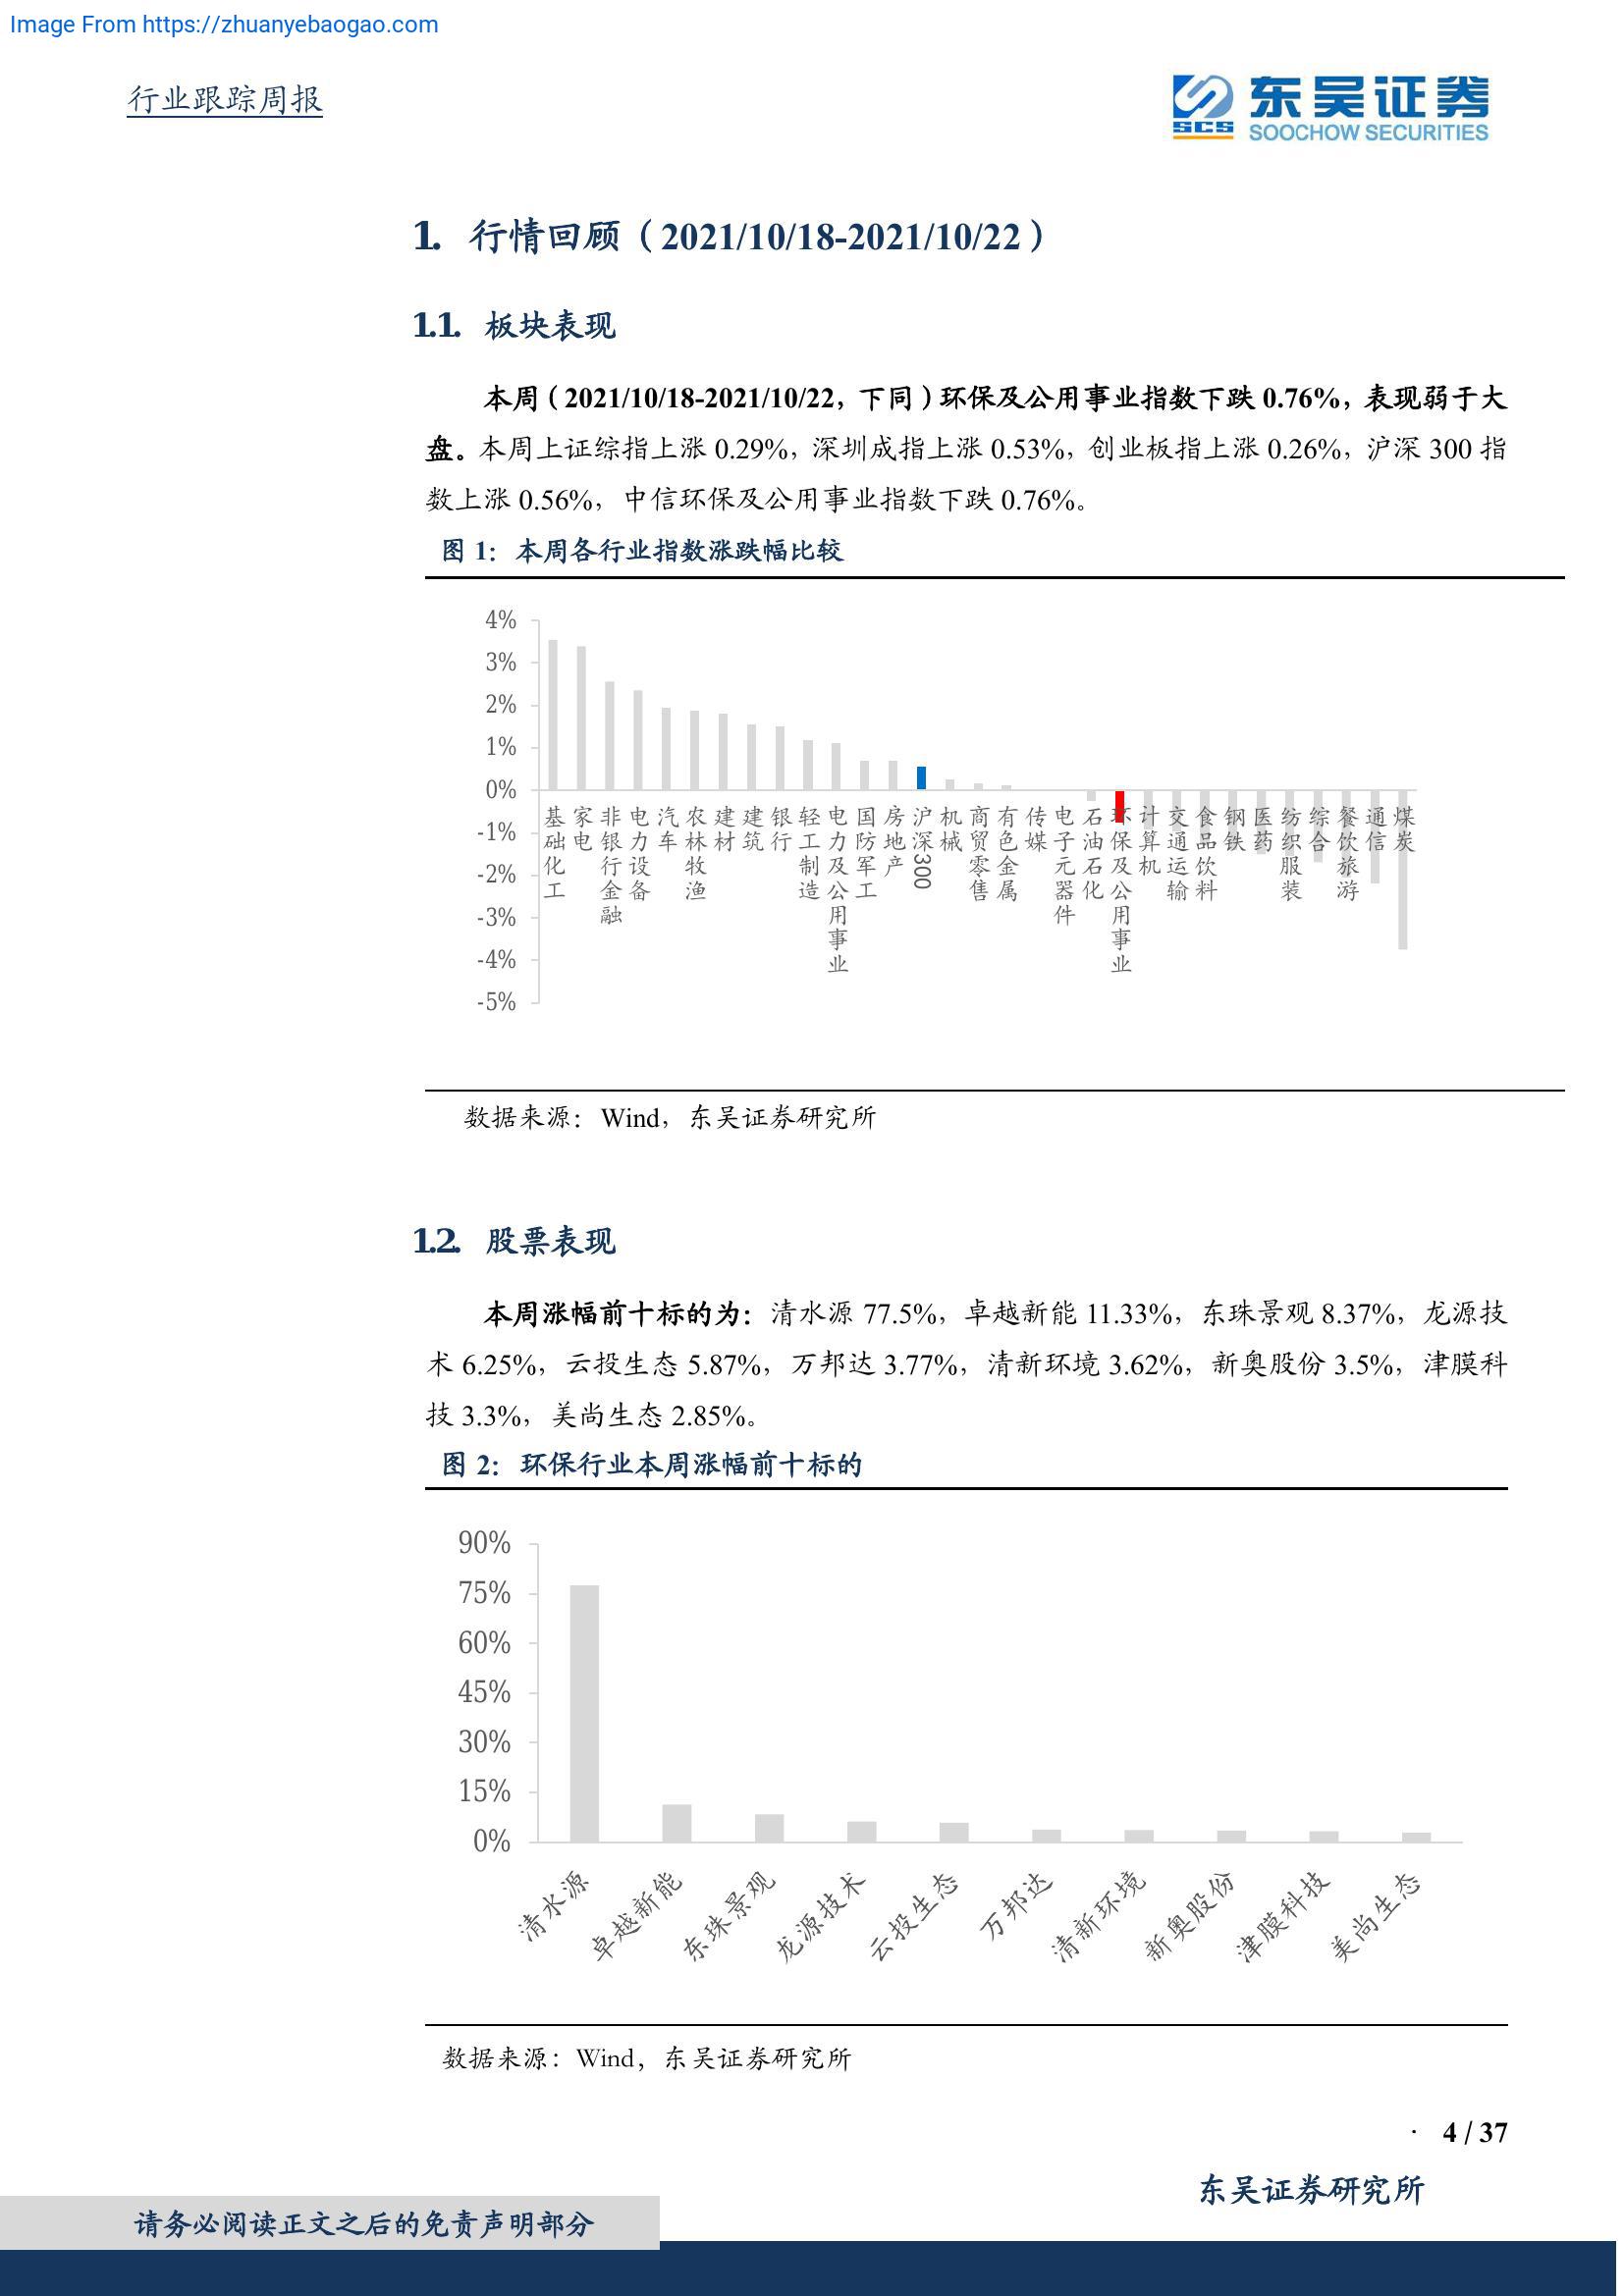 Image From https://zhuanyebaogao.com
行业跟踪周报
SCS
东吴证券
SOOCHOW SECURITIES
1. 行情回顾（2021/10/18-2021/10/22）
1.1. 板块表现
本周（2021/10/18-2021/10/22，下同）环保及公用事业指数下跌 0.76%，表现弱于大
盘。本周上证综指上涨 0.29%，深圳成指上涨 0.53%，创业板指上涨 0.26%，沪深 300 指
数上涨 0.56%，中信环保及公用事业指数下跌 0.76%。
图 1：本周各行业指数涨跌幅比较
4%
3%
2%
1%
0%
-1%
-2%
-3%
-4%
-5%
基础化工
家电
非银行金融
电力设备
汽车
农林牧渔
建材
建筑
银行
轻工制造
电力及公用事业
国防军工
房地产
沪深300
机械
商贸零售
有色金属
传媒
电子元器件
石油石化
环保及公用事业
计算机
交通运输
食品饮料
钢铁
医药
纺织服装
综合
餐饮旅游
通信
煤炭
数据来源：Wind，东吴证券研究所
1.2. 股票表现
本周涨幅前十标的为：清水源 77.5%，卓越新能 11.33%，东珠景观 8.37%，龙源技
术 6.25%，云投生态 5.87%，万邦达 3.77%，清新环境 3.62%，新奥股份 3.5%，津膜科
技 3.3%，美尚生态 2.85%。
图 2：环保行业本周涨幅前十标的
90%
75%
60%
45%
30%
15%
0%
清水源
卓越新能
东珠景观
龙源技术
云投生态
万邦达
清新环境
新奥股份
津膜科技
美尚生态
数据来源：Wind，东吴证券研究所
· 4 / 37
东吴证券研究所
请务必阅读正文之后的免责声明部分